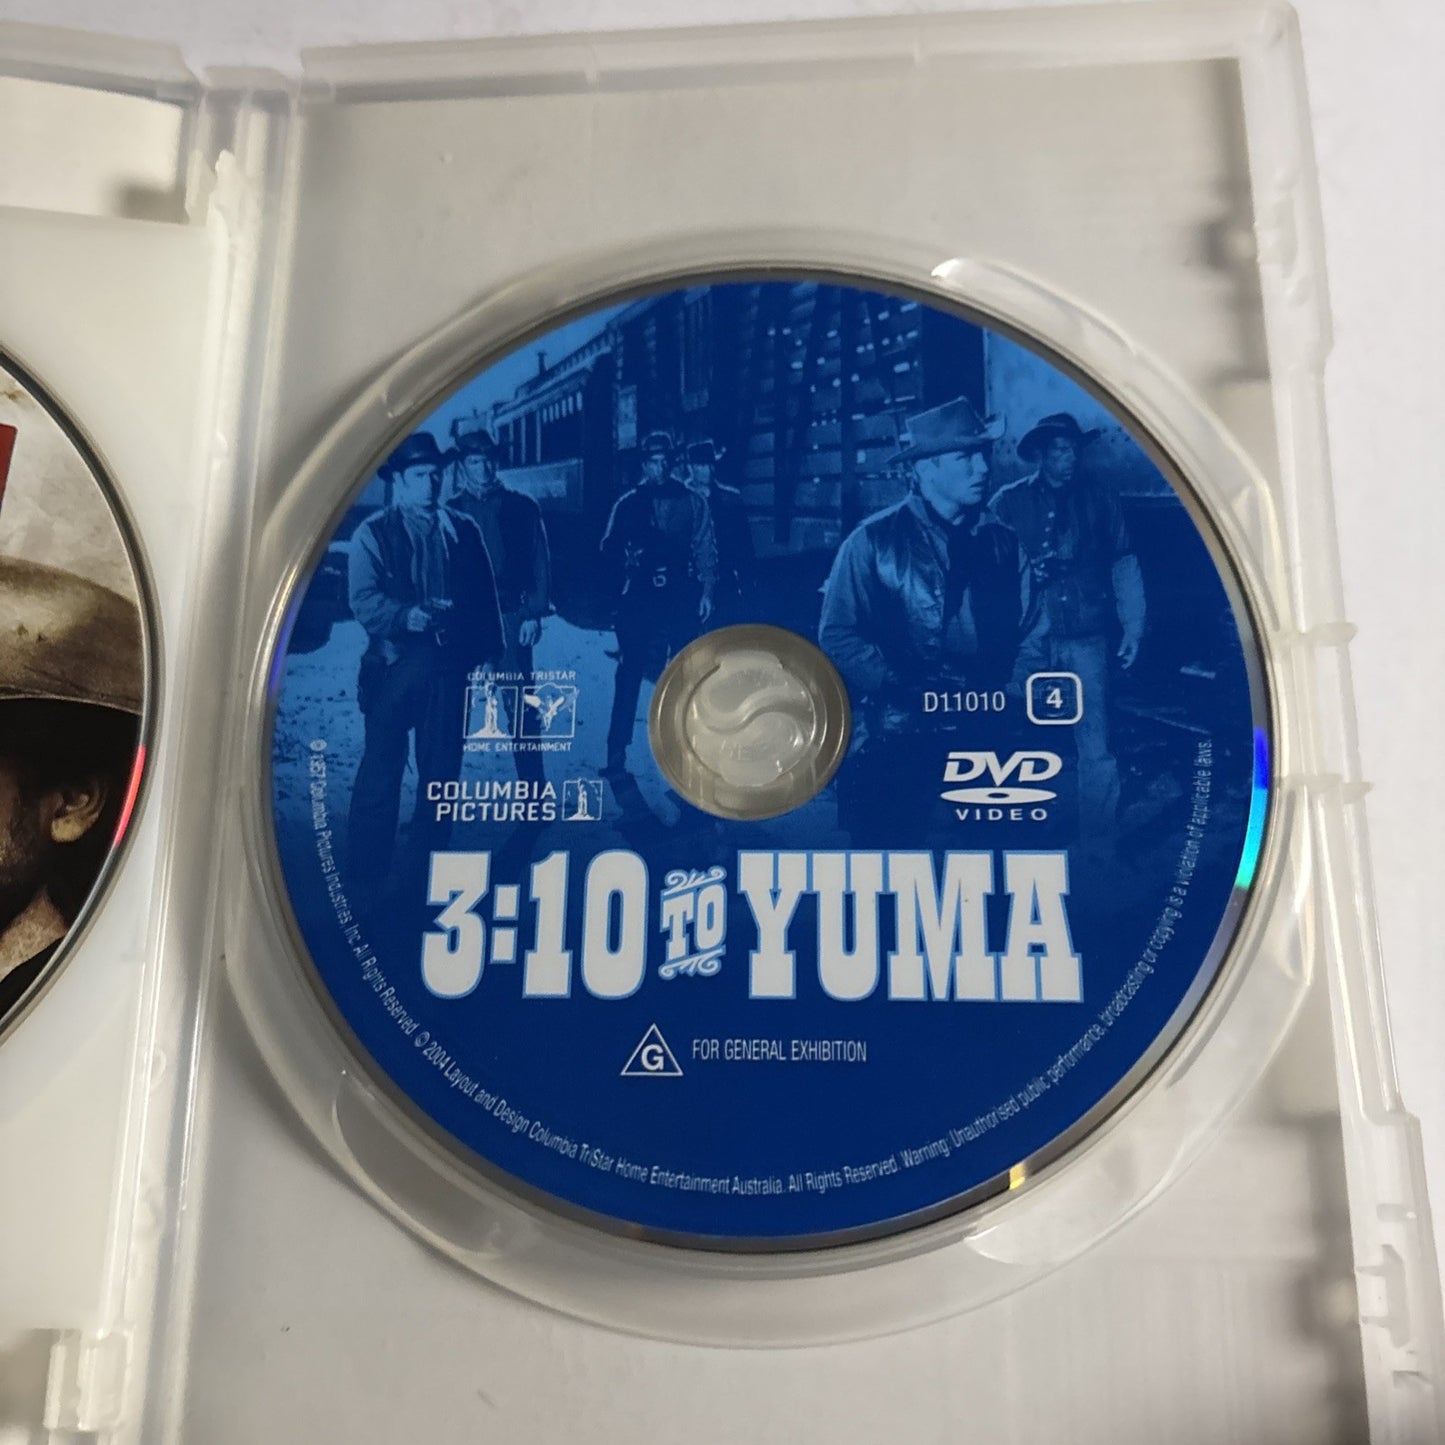 COLUMBIA TRISTAR
HOME ENTERTAINMENT
COLUMBIA
PICTURES
D11010
4
DVD
VIDEO
3:10 TO YUMA
G
FOR GENERAL EXHIBITION
© 1957 Columbia Pictures Industries, Inc. All Rights Reserved. © 2004 Layout and Design Columbia TriStar Home Entertainment Australia. All Rights Reserved. Warning: Unauthorised public performance, broadcasting or copying is a violation of applicable laws.